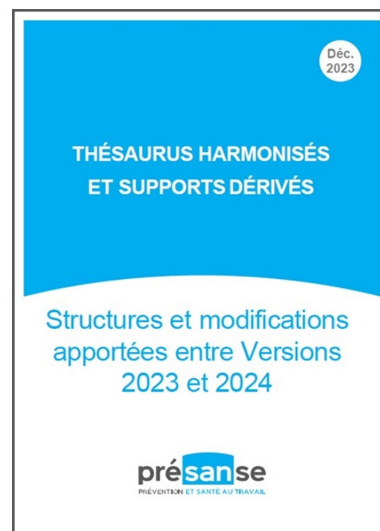 Déc.
2023
THÉSAURUS HARMONISÉS
ET SUPPORTS DÉRIVÉS
Structures et modifications
apportées entre Versions
2023 et 2024
présanse
PRÉVENTION ET SANTÉ AU TRAVAIL